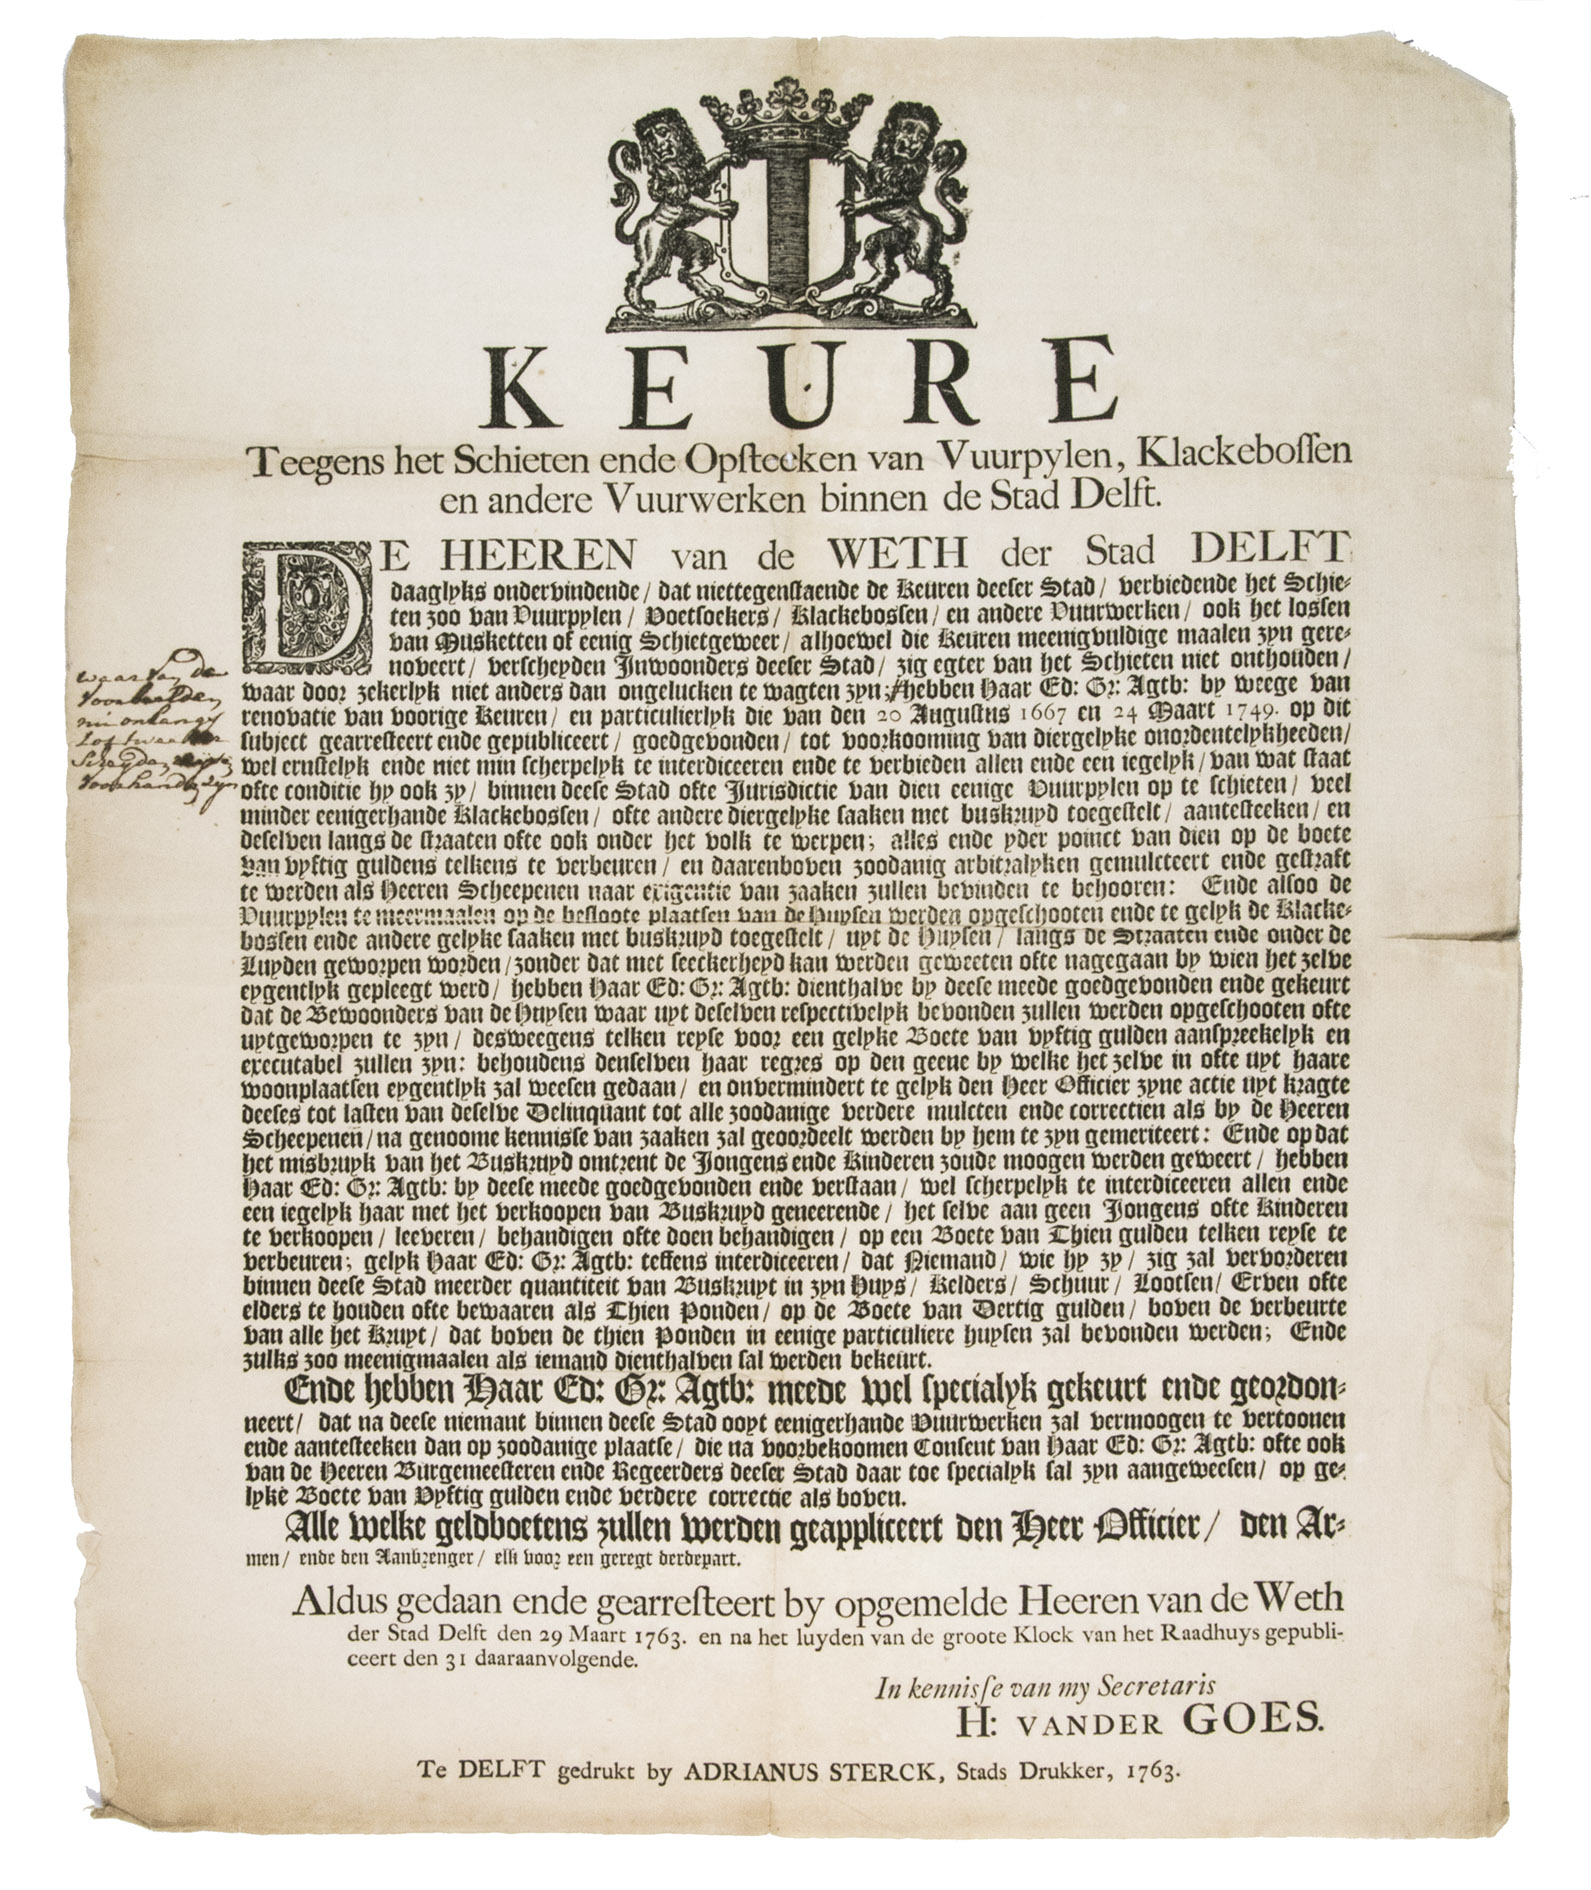 KEURE
Teegens het Schieten ende Opsteeken van Vuurpylen, Klackebossen
en andere Vuurwerken binnen de Stad Delft.
DE HEEREN van de WETH der Stad DELFT
daaglyks ondervindende / dat niettegenstaende de Keuren deeser Stad / verbiedende het Schie-
ten zoo van Vuurpylen / Voetsoekers / Klackebossen / en andere Vuurwerken / ook het lossen
van Musketten of eenig Schietgeweer / alhoewel die Keuren meenigvuldige maalen zyn gere-
noveert / verscheyden Inwoonders deeser Stad / zig egter van het Schieten niet onthouden /
waar door zekerlyk niet anders dan ongelucken te wagten zyn; hebben Haar Ed: Gr: Agtb: by weege van
renovatie van voorige Keuren / en particulierlyk die van den 20 Augustus 1667 en 24 Maart 1749. op dit
subject gearresteert ende gepubliceert / goedgevonden / tot voorkooming van diergelyke onordentelykheeden /
wel ernstelyk ende niet min scherpelyk te interdiceeren ende te verbieden allen ende een iegelyk / van wat staat
ofte conditie hy ook zy / binnen deese Stad ofte Jurisdictie van dien eenige Vuurpylen op te schieten / veel
minder eenigerhande Klackebossen / ofte andere diergelyke saaken met buskruyd toegestelt / aantesteeken / en
deselven langs de straaten ofte ook onder het volk te werpen; alles ende yder poinct van dien op de boete
van vyftig guldens telkens te verbeuren / en daarenboven zoodanig arbitralyken gemulcteert ende gestraft
te werden als Heeren Scheepenen naar exigentie van zaaken zullen bevinden te behooren: Ende alsoo de
Vuurpylen te meermaalen op de besloote plaatsen van de Huysen werden opgeschooten ende te gelyk de Klacke-
bossen ende andere gelyke saaken met buskruyd toegestelt / uyt de Huysen / langs de Straaten ende onder de
Luyden geworpen worden / zonder dat met seeckerheyd kan werden geweeten ofte nagegaan by wien het zelve
eygentlyk gepleegt werd / hebben Haar Ed: Gr: Agtb: dienthalve by deese meede goedgevonden ende gekeurt
dat de Bewoonders van de Huysen waar uyt deselven respectivelyk bevonden zullen werden opgeschooten ofte
uytgeworpen te zyn / desweegens telken reyse voor een gelyke Boete van vyftig gulden aanspreekelyk en
executabel zullen zyn: behoudens denselven haar regres op den geene by welke het zelve in ofte uyt haare
woonplaatsen eygentlyk zal weesen gedaan / en onvermindert te gelyk den Heer Officier zyne actie uyt kragte
deeses tot lasten van deselve Delinquant tot alle zoodanige verdere mulcten ende correctien als by de Heeren
Scheepenen / na genoome kennisse van zaaken zal geoordeelt werden by hem te zyn gemeriteert: Ende op dat
het misbruyk van het Buskruyd omtrent de Jongens ende Kinderen zoude moogen werden geweert / hebben
Haar Ed: Gr: Agtb: by deese meede goedgevonden ende verstaan / wel scherpelyk te interdiceeren allen ende
een iegelyk haar met het verkoopen van Buskruyd geneerende / het selve aan geen Jongens ofte Kinderen
te verkoopen / leeveren / behandigen ofte doen behandigen / op een Boete van Thien gulden telken reyse te
verbeuren; gelyk Haar Ed: Gr: Agtb: teffens interdiceeren / dat Niemand / wie hy zy / zig zal vervorderen
binnen deese Stad meerder quantiteit van Buskruyt in zyn Huys / Kelders / Schuur / Lootsen / Erven ofte
elders te houden ofte bewaaren als Thien Ponden / op de Boete van Dertig gulden / boven de verbeurte
van alle het Kruyt / dat boven de thien Ponden in eenige particuliere huysen zal bevonden werden; Ende
zulks zoo meenigmaalen als iemand dienthalven sal werden bekeurt.
Ende hebben Haar Ed: Gr: Agtb: meede wel specialyk gekeurt ende geordon-
neert / dat na deese niemant binnen deese Stad ooyt eenigerhande Vuurwerken zal vermoogen te vertoonen
ende aantesteeken dan op zoodanige plaatse / die na voorbekoomen Consent van Haar Ed: Gr: Agtb: ofte ook
van de Heeren Burgemeesteren ende Regeerders deeser Stad daar toe specialyk sal zyn aangeweesen / op ge-
lyke Boete van Vyftig gulden ende verdere correctie als boven.
Alle welke geldboetens zullen werden geappliceert den Heer Officier / den Ar-
men / ende den Aanbrenger / elk voor een geregt derdepart.
Aldus gedaan ende gearresteert by opgemelde Heeren van de Weth
der Stad Delft den 29 Maart 1763. en na het luyden van de groote Klock van het Raadhuys gepubli-
ceert den 31 daaraanvolgende.
In kennisse van my Secretaris
H: VANDER GOES.
Te DELFT gedrukt by ADRIANUS STERCK, Stads Drukker, 1763.
waar van de
voorbeelden